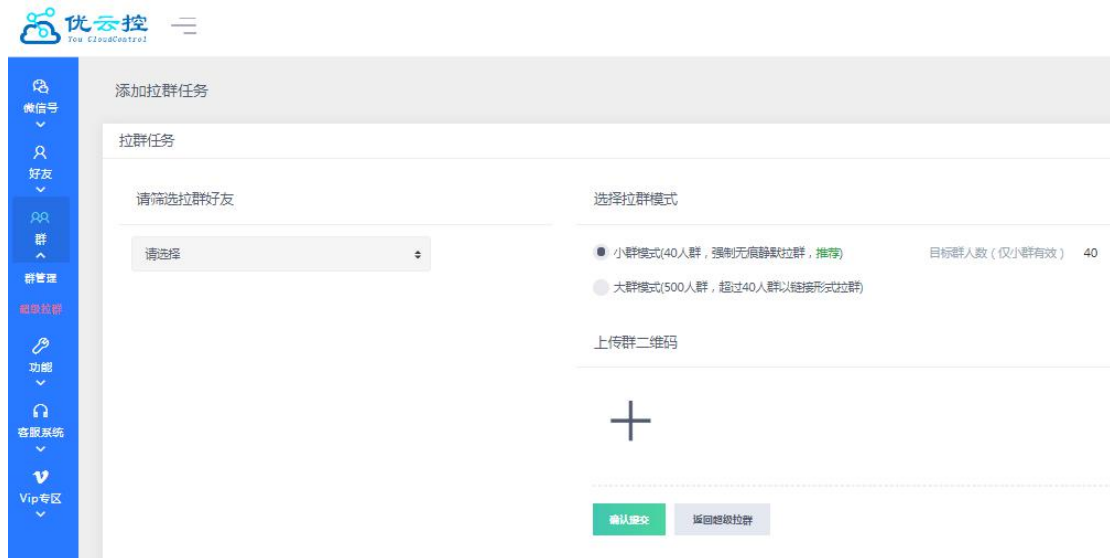 优云控
You CloudControl
微信号
好友
群
群管理
超级拉群
功能
客服系统
Vip专区
添加拉群任务
拉群任务
请筛选拉群好友
请选择
选择拉群模式
小群模式(40人群，强制无痕静默拉群，推荐) 目标群人数（仅小群有效） 40
大群模式(500人群，超过40人群以链接形式拉群)
上传群二维码
确认提交 返回超级拉群